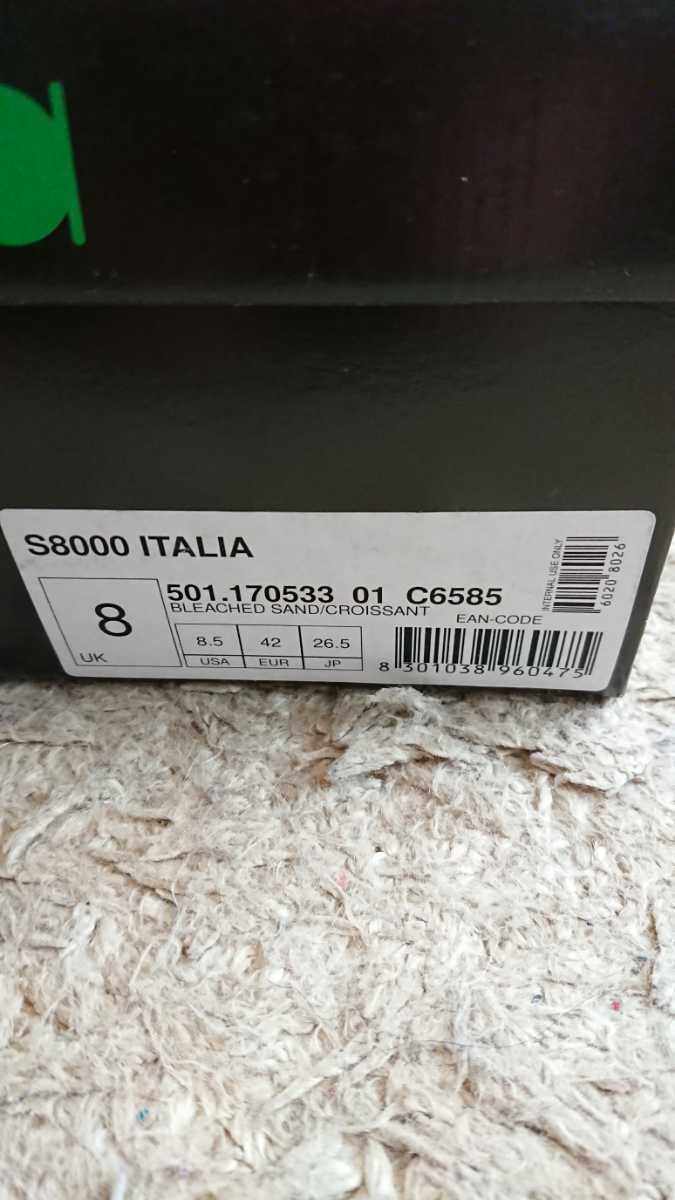 a
S8000 ITALIA
501.170533 01 C6585
BLEACHED SAND/CROISSANT
8
UK
8.5 42 26.5
USA EUR JP
EAN-CODE
8 301038 960475
INTERNAL USE ONLY
6020 8026